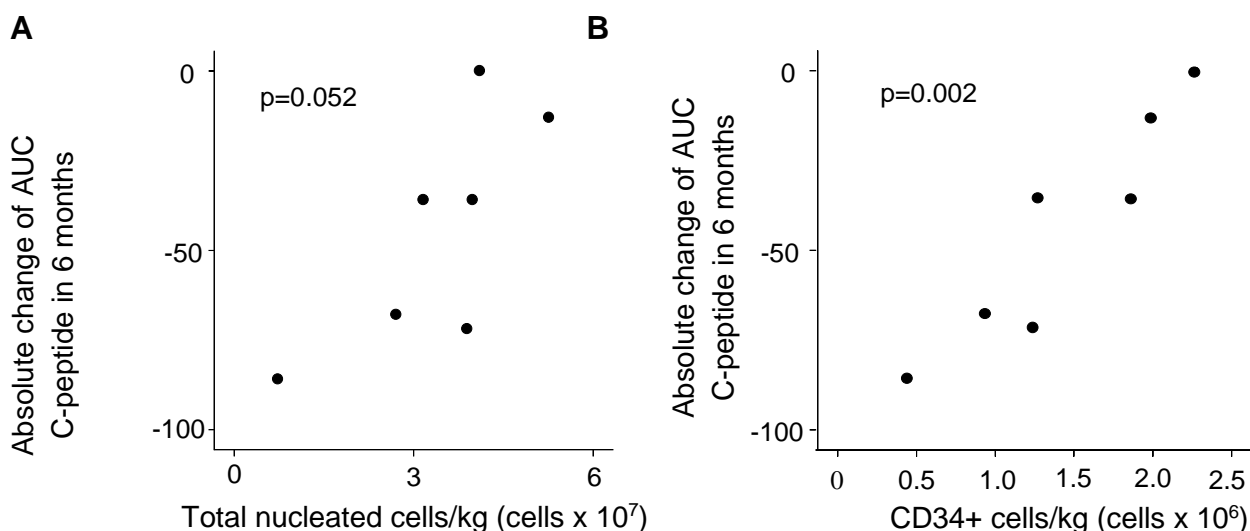 A
0
-50
-100
Absolute change of AUC
C-peptide in 6 months
p=0.052
0
3
6
Total nucleated cells/kg (cells x 10⁷)
B
0
-50
-100
Absolute change of AUC
C-peptide in 6 months
p=0.002
0
0.5
1.0
1.5
2.0
2.5
CD34+ cells/kg (cells x 10⁶)